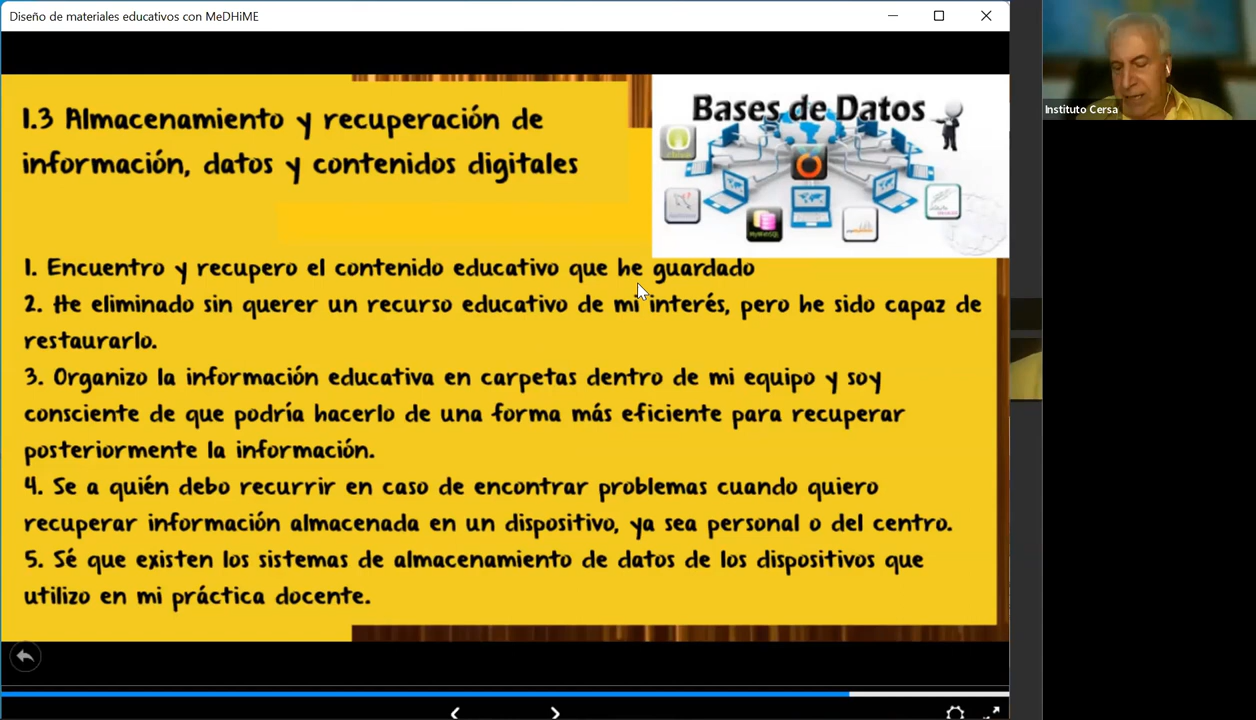 Diseño de materiales educativos con MeDHiME
Instituto Cersa
1.3 Almacenamiento y recuperación de
información, datos y contenidos digitales
Bases de Datos
1. Encuentro y recupero el contenido educativo que he guardado
2. He eliminado sin querer un recurso educativo de mi interés, pero he sido capaz de
restaurarlo.
3. Organizo la información educativa en carpetas dentro de mi equipo y soy
consciente de que podría hacerlo de una forma más eficiente para recuperar
posteriormente la información.
4. Se a quién debo recurrir en caso de encontrar problemas cuando quiero
recuperar información almacenada en un dispositivo, ya sea personal o del centro.
5. Sé que existen los sistemas de almacenamiento de datos de los dispositivos que
utilizo en mi práctica docente.